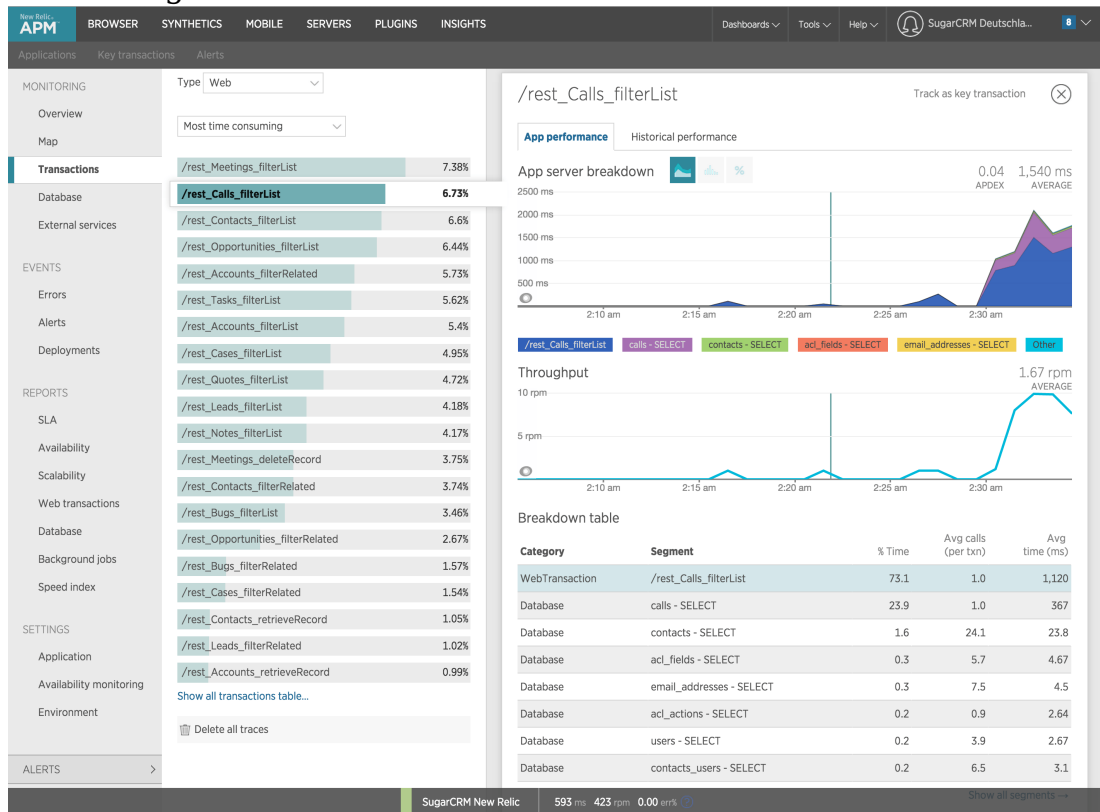 New Relic.
APM BROWSER SYNTHETICS MOBILE SERVERS PLUGINS INSIGHTS Dashboards Tools Help SugarCRM Deutschla... 8
Applications Key transactions Alerts
MONITORING
Overview
Map
Transactions
Database
External services
EVENTS
Errors
Alerts
Deployments
REPORTS
SLA
Availability
Scalability
Web transactions
Database
Background jobs
Speed index
SETTINGS
Application
Availability monitoring
Environment
ALERTS >
Type Web
Most time consuming
/rest_Meetings_filterList 7.38%
/rest_Calls_filterList 6.73%
/rest_Contacts_filterList 6.6%
/rest_Opportunities_filterList 6.44%
/rest_Accounts_filterRelated 5.73%
/rest_Tasks_filterList 5.62%
/rest_Accounts_filterList 5.4%
/rest_Cases_filterList 4.95%
/rest_Quotes_filterList 4.72%
/rest_Leads_filterList 4.18%
/rest_Notes_filterList 4.17%
/rest_Meetings_deleteRecord 3.75%
/rest_Contacts_filterRelated 3.74%
/rest_Bugs_filterList 3.46%
/rest_Opportunities_filterRelated 2.67%
/rest_Bugs_filterRelated 1.57%
/rest_Cases_filterRelated 1.54%
/rest_Contacts_retrieveRecord 1.05%
/rest_Leads_filterRelated 1.02%
/rest_Accounts_retrieveRecord 0.99%
Show all transactions table...
Delete all traces
/rest_Calls_filterList Track as key transaction
App performance Historical performance
App server breakdown % 0.04 1,540 ms
APDEX AVERAGE
2500 ms
2000 ms
1500 ms
1000 ms
500 ms
2:10 am 2:15 am 2:20 am 2:25 am 2:30 am
/rest_Calls_filterList calls - SELECT contacts - SELECT acl_fields - SELECT email_addresses - SELECT Other
Throughput 1.67 rpm
AVERAGE
10 rpm
5 rpm
2:10 am 2:15 am 2:20 am 2:25 am 2:30 am
Breakdown table
Category Segment % Time Avg calls (per txn) Avg time (ms)
WebTransaction /rest_Calls_filterList 73.1 1.0 1,120
Database calls - SELECT 23.9 1.0 367
Database contacts - SELECT 1.6 24.1 23.8
Database acl_fields - SELECT 0.3 5.7 4.67
Database email_addresses - SELECT 0.3 7.5 4.5
Database acl_actions - SELECT 0.2 0.9 2.64
Database users - SELECT 0.2 3.9 2.67
Database contacts_users - SELECT 0.2 6.5 3.1
Show all segments →
SugarCRM New Relic 593 ms 423 rpm 0.00 err%